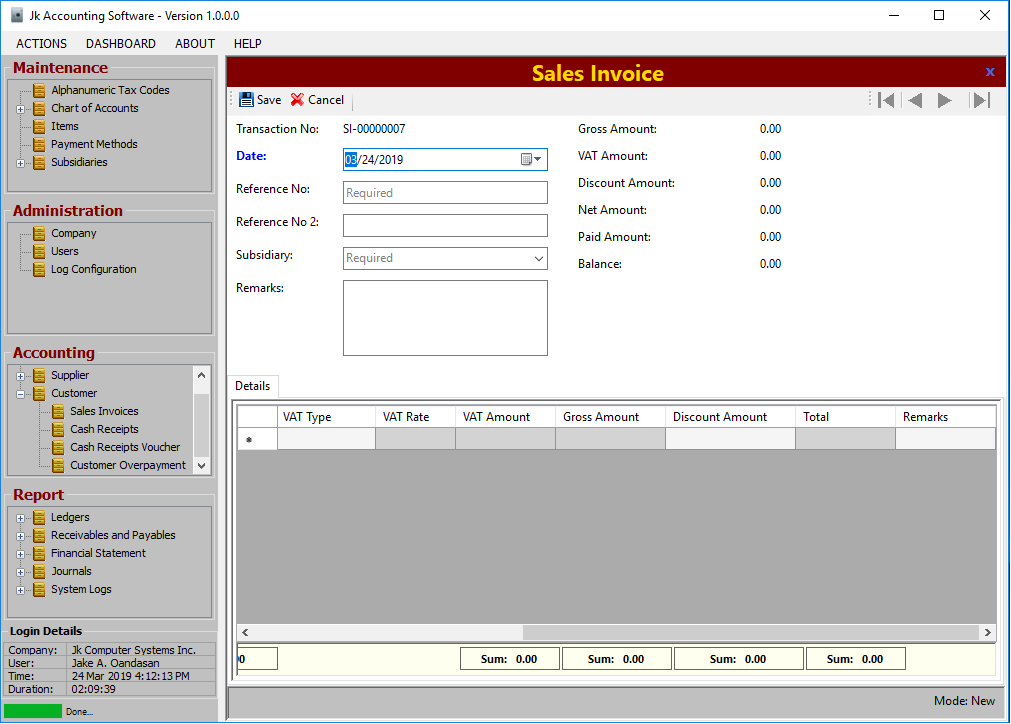 Jk Accounting Software - Version 1.0.0.0
ACTIONS DASHBOARD ABOUT HELP
Maintenance
Alphanumeric Tax Codes
Chart of Accounts
Items
Payment Methods
Subsidiaries
Administration
Company
Users
Log Configuration
Accounting
Supplier
Customer
Sales Invoices
Cash Receipts
Cash Receipts Voucher
Customer Overpayment
Report
Ledgers
Receivables and Payables
Financial Statement
Journals
System Logs
Login Details
Company: Jk Computer Systems Inc.
User: Jake A. Oandasan
Time: 24 Mar 2019 4:12:13 PM
Duration: 02:09:39
Done...
Sales Invoice x
Save Cancel
Transaction No: SI-00000007
Date: 03/24/2019
Reference No: Required
Reference No 2:
Subsidiary: Required
Remarks:
Gross Amount: 0.00
VAT Amount: 0.00
Discount Amount: 0.00
Net Amount: 0.00
Paid Amount: 0.00
Balance: 0.00
Details
VAT Type VAT Rate VAT Amount Gross Amount Discount Amount Total Remarks
Sum: 0.00 Sum: 0.00 Sum: 0.00 Sum: 0.00
Mode: New